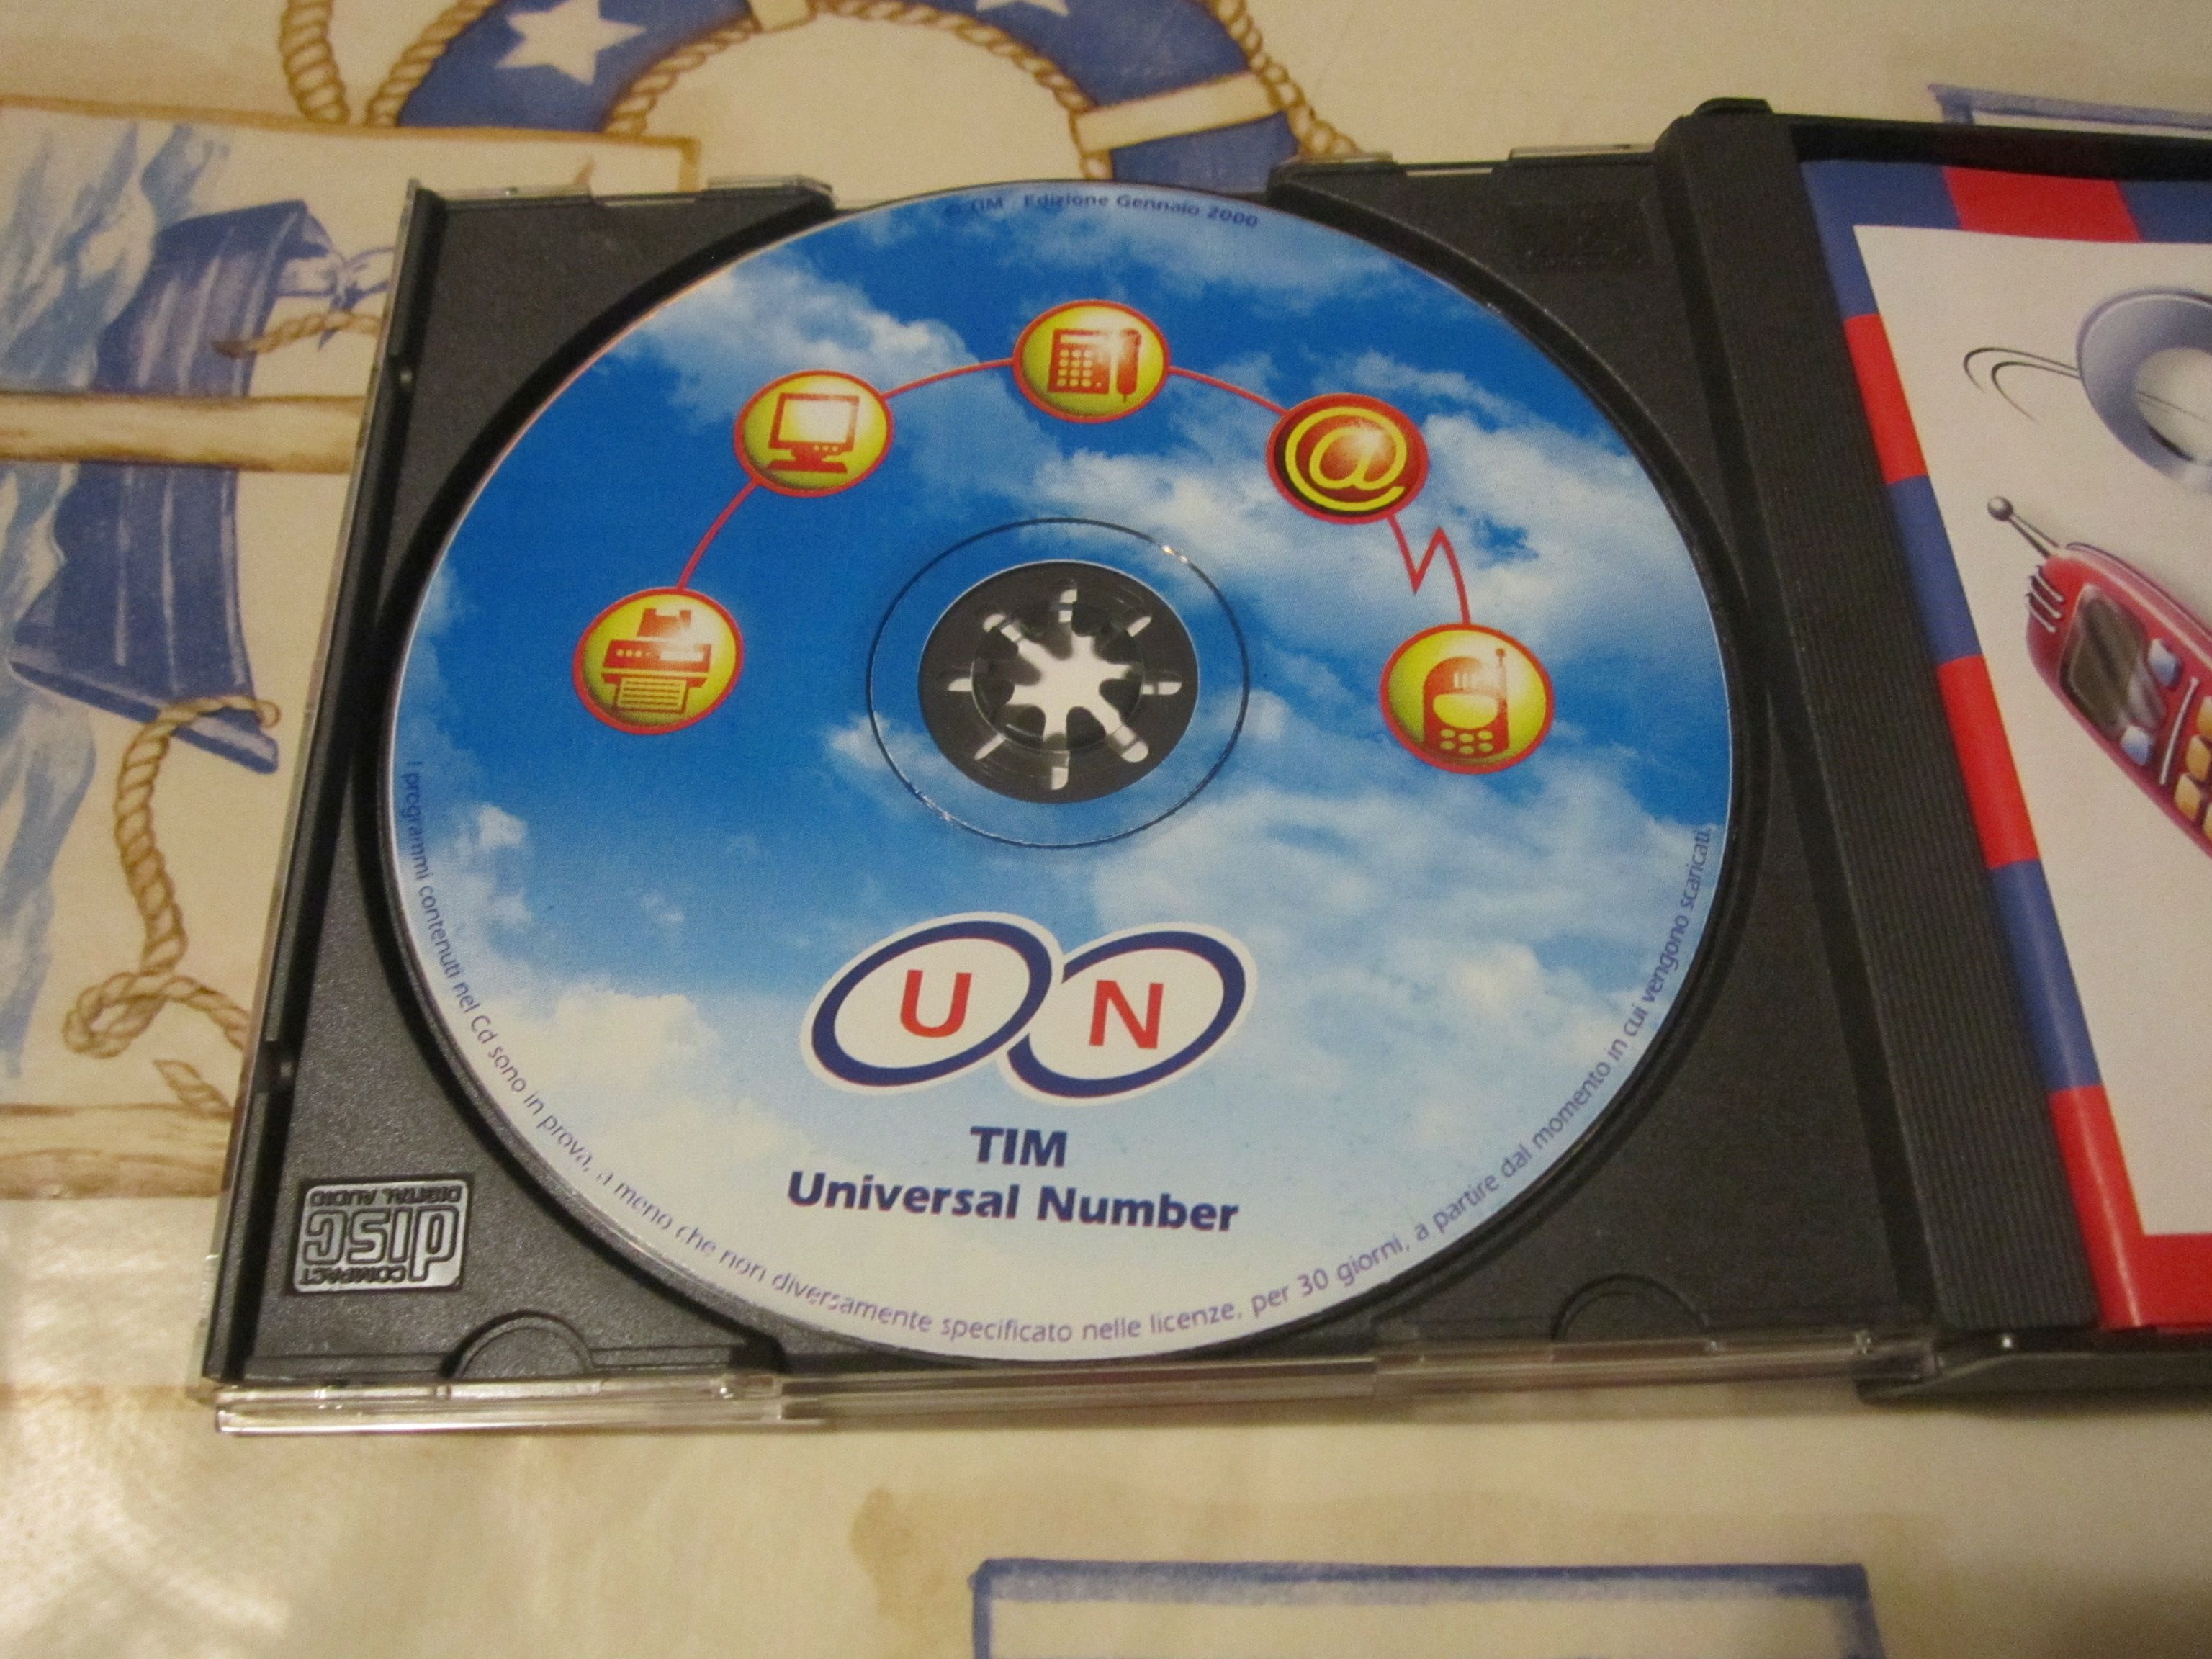 © TIM Edizione Gennaio 2000
@
U N
TIM
Universal Number
I programmi contenuti nel Cd sono in prova, a meno che non diversamente specificato nelle licenze, per 30 giorni, a partire dal momento in cui vengono scaricati.
COMPACT
disc
DIGITAL AUDIO